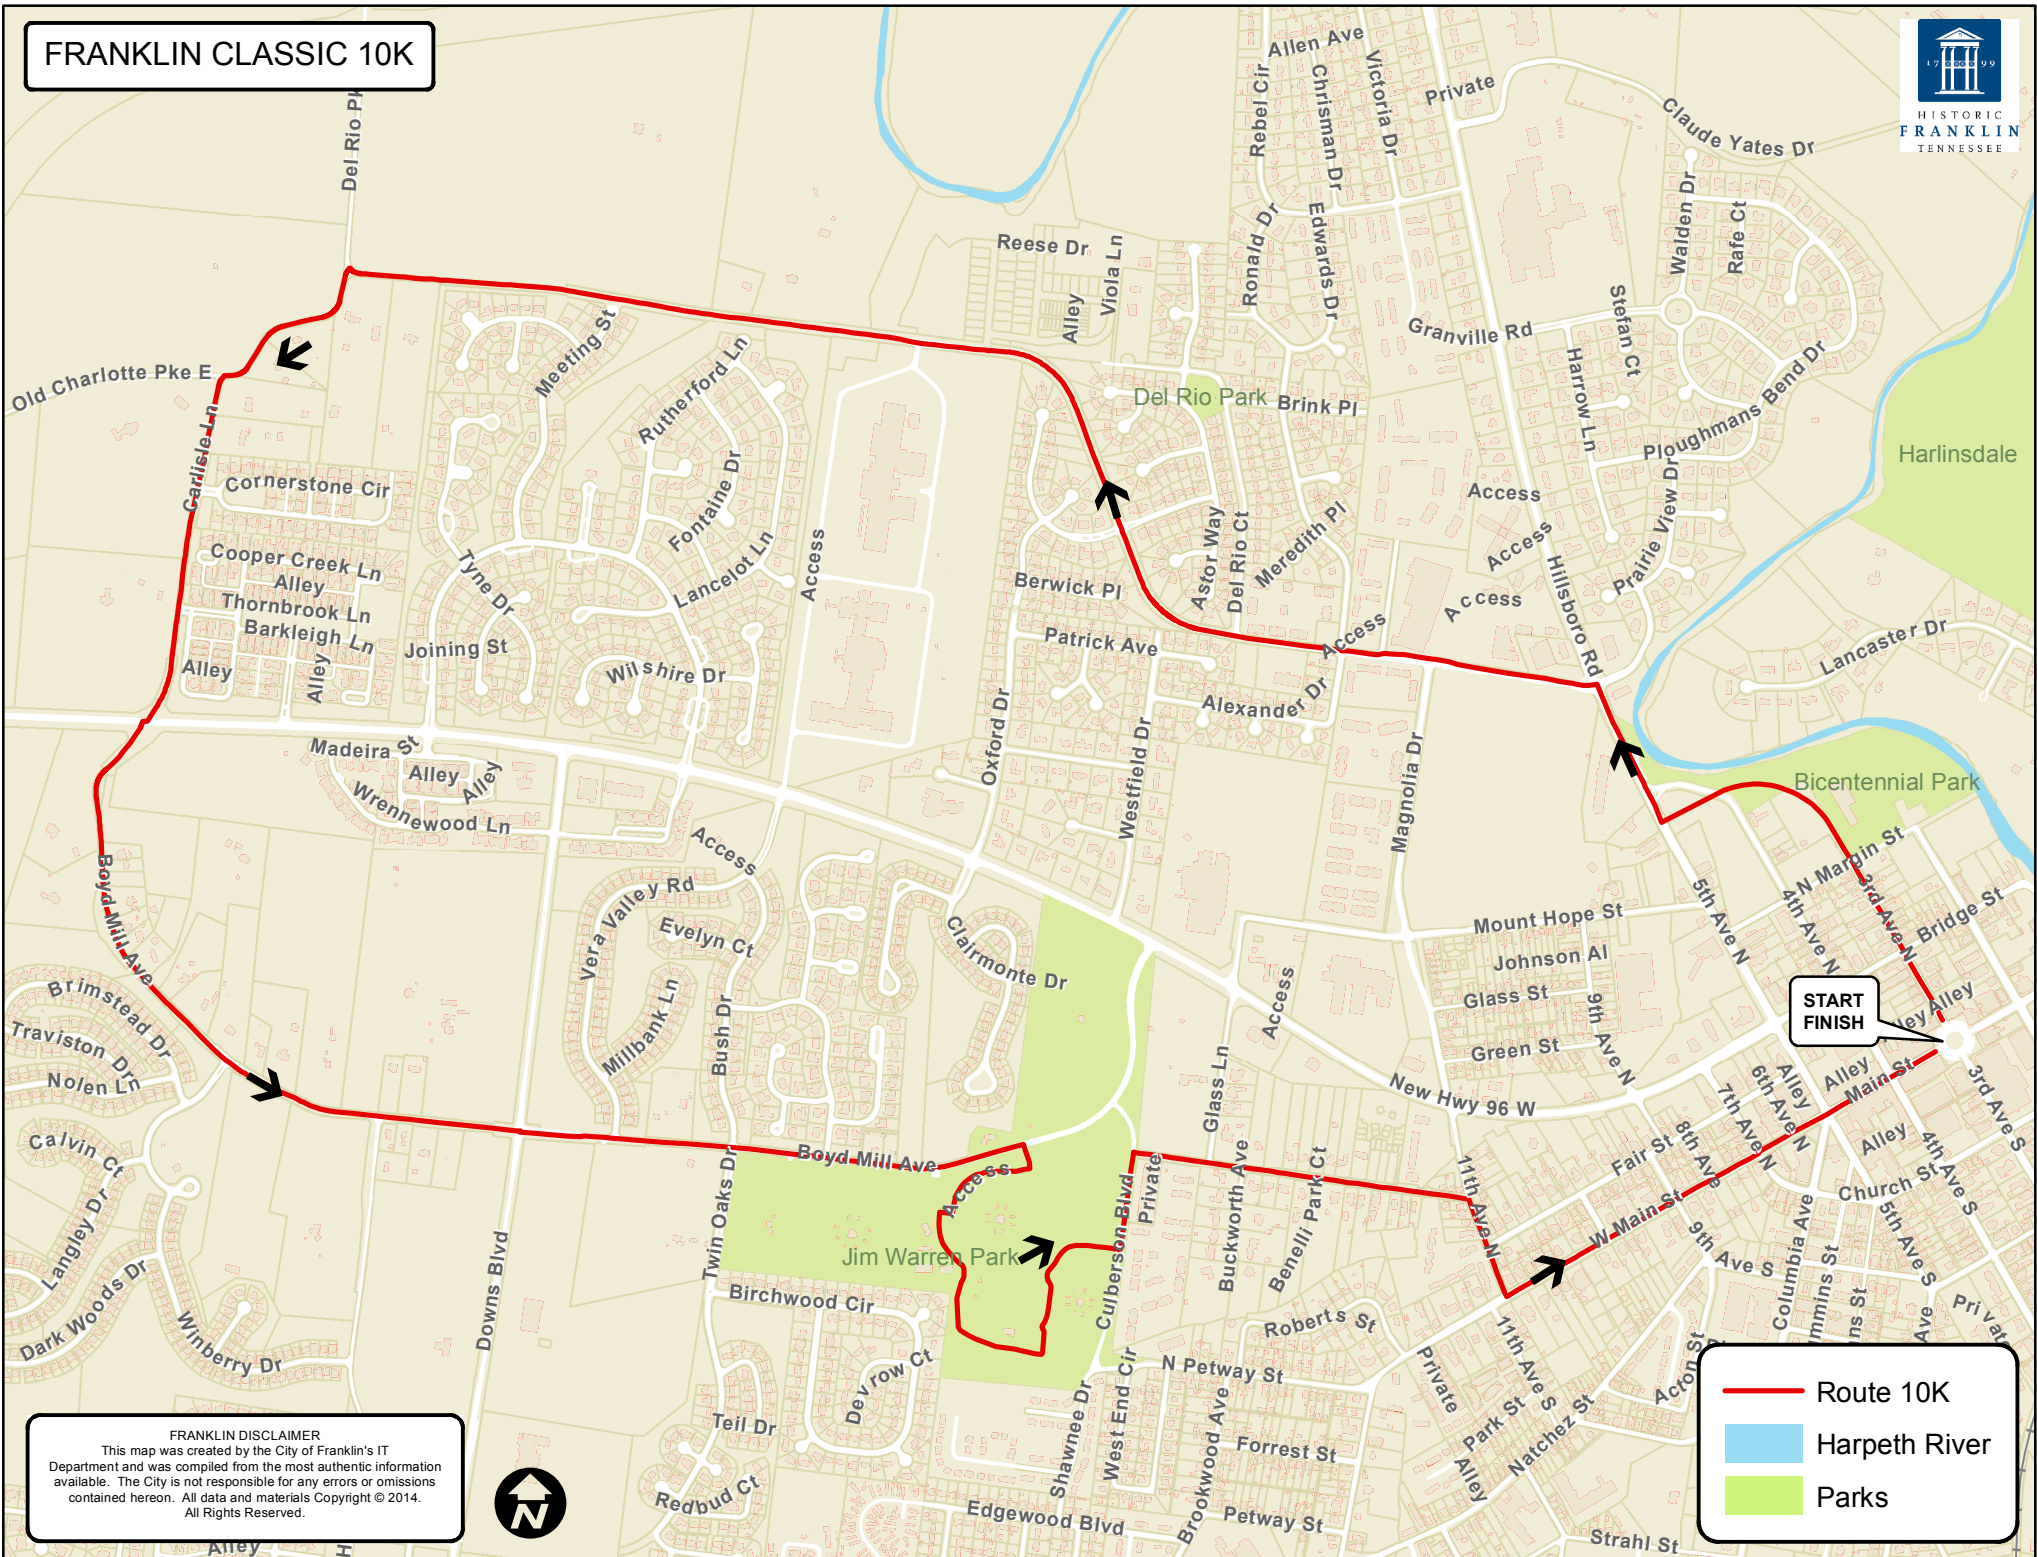 FRANKLIN CLASSIC 10K
1799
HISTORIC
FRANKLIN
TENNESSEE
Allen Ave
Rebel Cir
Chrisman Dr
Victoria Dr
Private
Claude Yates Dr
Del Rio Pk
Walden Dr
Rafe Ct
Reese Dr
Viola Ln
Alley
Ronald Dr
Edwards Dr
Granville Rd
Stefan Ct
Harrow Ln
Ploughmans Bend Dr
Meeting St
Rutherford Ln
Old Charlotte Pke E
Del Rio Park
Brink Pl
Harlinsdale
Carlisle Ln
Cornerstone Cir
Fontaine Dr
Access
Access
Prairie View Dr
Cooper Creek Ln
Alley
Thornbrook Ln
Barkleigh Ln
Alley
Alley
Tyne Dr
Joining St
Lancelot Ln
Wilshire Dr
Access
Berwick Pl
Patrick Ave
Astor Way
Del Rio Ct
Meredith Pl
Access
Access
Hillsboro Rd
Lancaster Dr
Alexander Dr
Oxford Dr
Westfield Dr
Magnolia Dr
Madeira St
Alley
Alley
Wrennewood Ln
Access
Bicentennial Park
N Margin St
3rd Ave N
Bridge St
4th Ave N
5th Ave N
Boyd Mill Ave
Vera Valley Rd
Evelyn Ct
Clairmonte Dr
Mount Hope St
Johnson Al
Glass St
9th Ave N
Green St
Access
START
FINISH
Alley
Brimstead Dr
Traviston Dr
Nolen Ln
Millbank Ln
Bush Dr
Glass Ln
New Hwy 96 W
Alley
Main St
Alley
6th Ave N
7th Ave N
8th Ave
3rd Ave S
Calvin Ct
Langley Dr
Boyd Mill Ave
Access
Twin Oaks Dr
Private
Culberson Blvd
Buckworth Ave
Benelli Park Ct
11th Ave N
Fair St
W Main St
Alley
Church St
4th Ave S
5th Ave S
9th Ave S
Columbia Ave
Jim Warren Park
Dark Woods Dr
Winberry Dr
Downs Blvd
Birchwood Cir
Devrow Ct
Teil Dr
Redbud Ct
Roberts St
N Petway St
Private
11th Ave S
Park St
Alley
Natchez St
Acton St
mmins St
ns St
Ave
Private
Shawnee Dr
West End Cir
Brookwood Ave
Forrest St
Petway St
Edgewood Blvd
Strahl St
Alley
H
N
FRANKLIN DISCLAIMER
This map was created by the City of Franklin's IT
Department and was compiled from the most authentic information
available. The City is not responsible for any errors or omissions
contained hereon. All data and materials Copyright © 2014.
All Rights Reserved.
Route 10K
Harpeth River
Parks